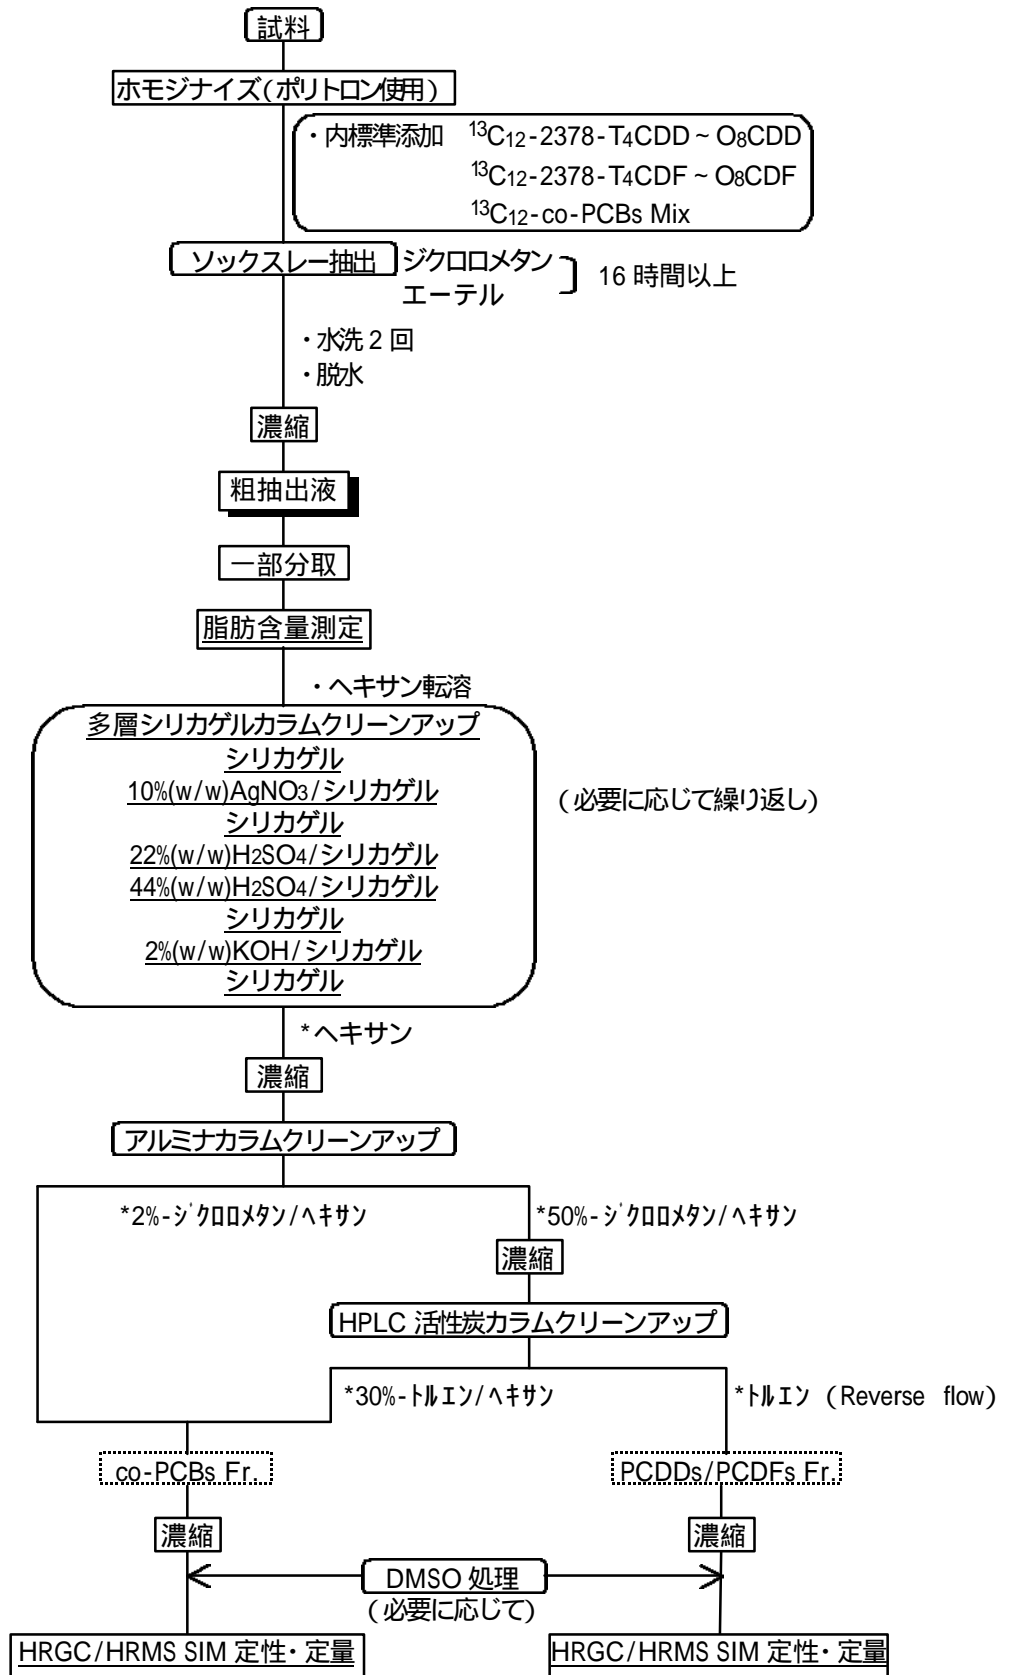 試料
ホモジナイズ(ポリトロン使用)
・内標準添加 13C12-2378-T4CDD ~ O8CDD
13C12-2378-T4CDF ~ O8CDF
13C12-co-PCBs Mix
ソックスレー抽出 ジクロロメタン
エーテル
16 時間以上
・水洗 2 回
・脱水
濃縮
粗抽出液
一部分取
脂肪含量測定
・ヘキサン転溶
多層シリカゲルカラムクリーンアップ
シリカゲル
10%(w/w)AgNO3/シリカゲル
(必要に応じて繰り返し)
シリカゲル
22%(w/w)H2SO4/シリカゲル
44%(w/w)H2SO4/シリカゲル
シリカゲル
2%(w/w)KOH/シリカゲル
シリカゲル
*ヘキサン
濃縮
アルミナカラムクリーンアップ
*2%-ジクロロメタン/ヘキサン *50%-ジクロロメタン/ヘキサン
濃縮
HPLC 活性炭カラムクリーンアップ
*30%-トルエン/ヘキサン *トルエン (Reverse flow)
co-PCBs Fr. PCDDs/PCDFs Fr.
濃縮 濃縮
DMSO 処理
(必要に応じて)
HRGC/HRMS SIM 定性・定量 HRGC/HRMS SIM 定性・定量